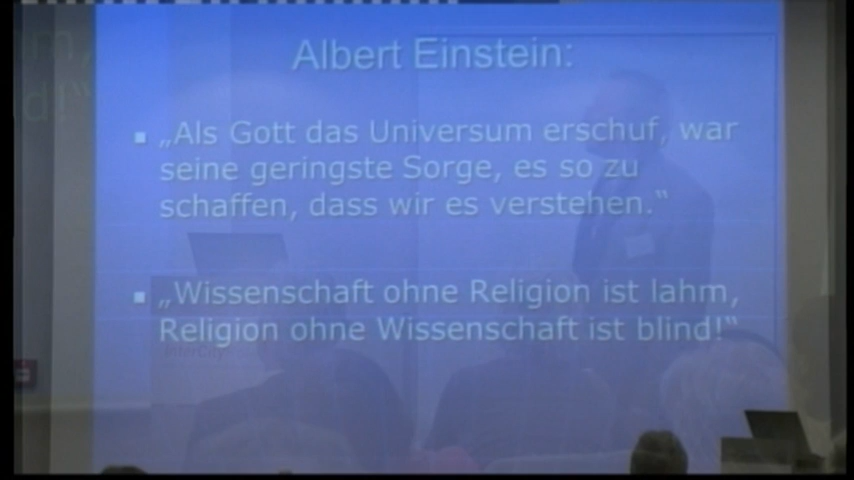 Albert Einstein:
„Als Gott das Universum erschuf, war
seine geringste Sorge, es so zu
schaffen, dass wir es verstehen.“
„Wissenschaft ohne Religion ist lahm,
Religion ohne Wissenschaft ist blind!“
InterCity